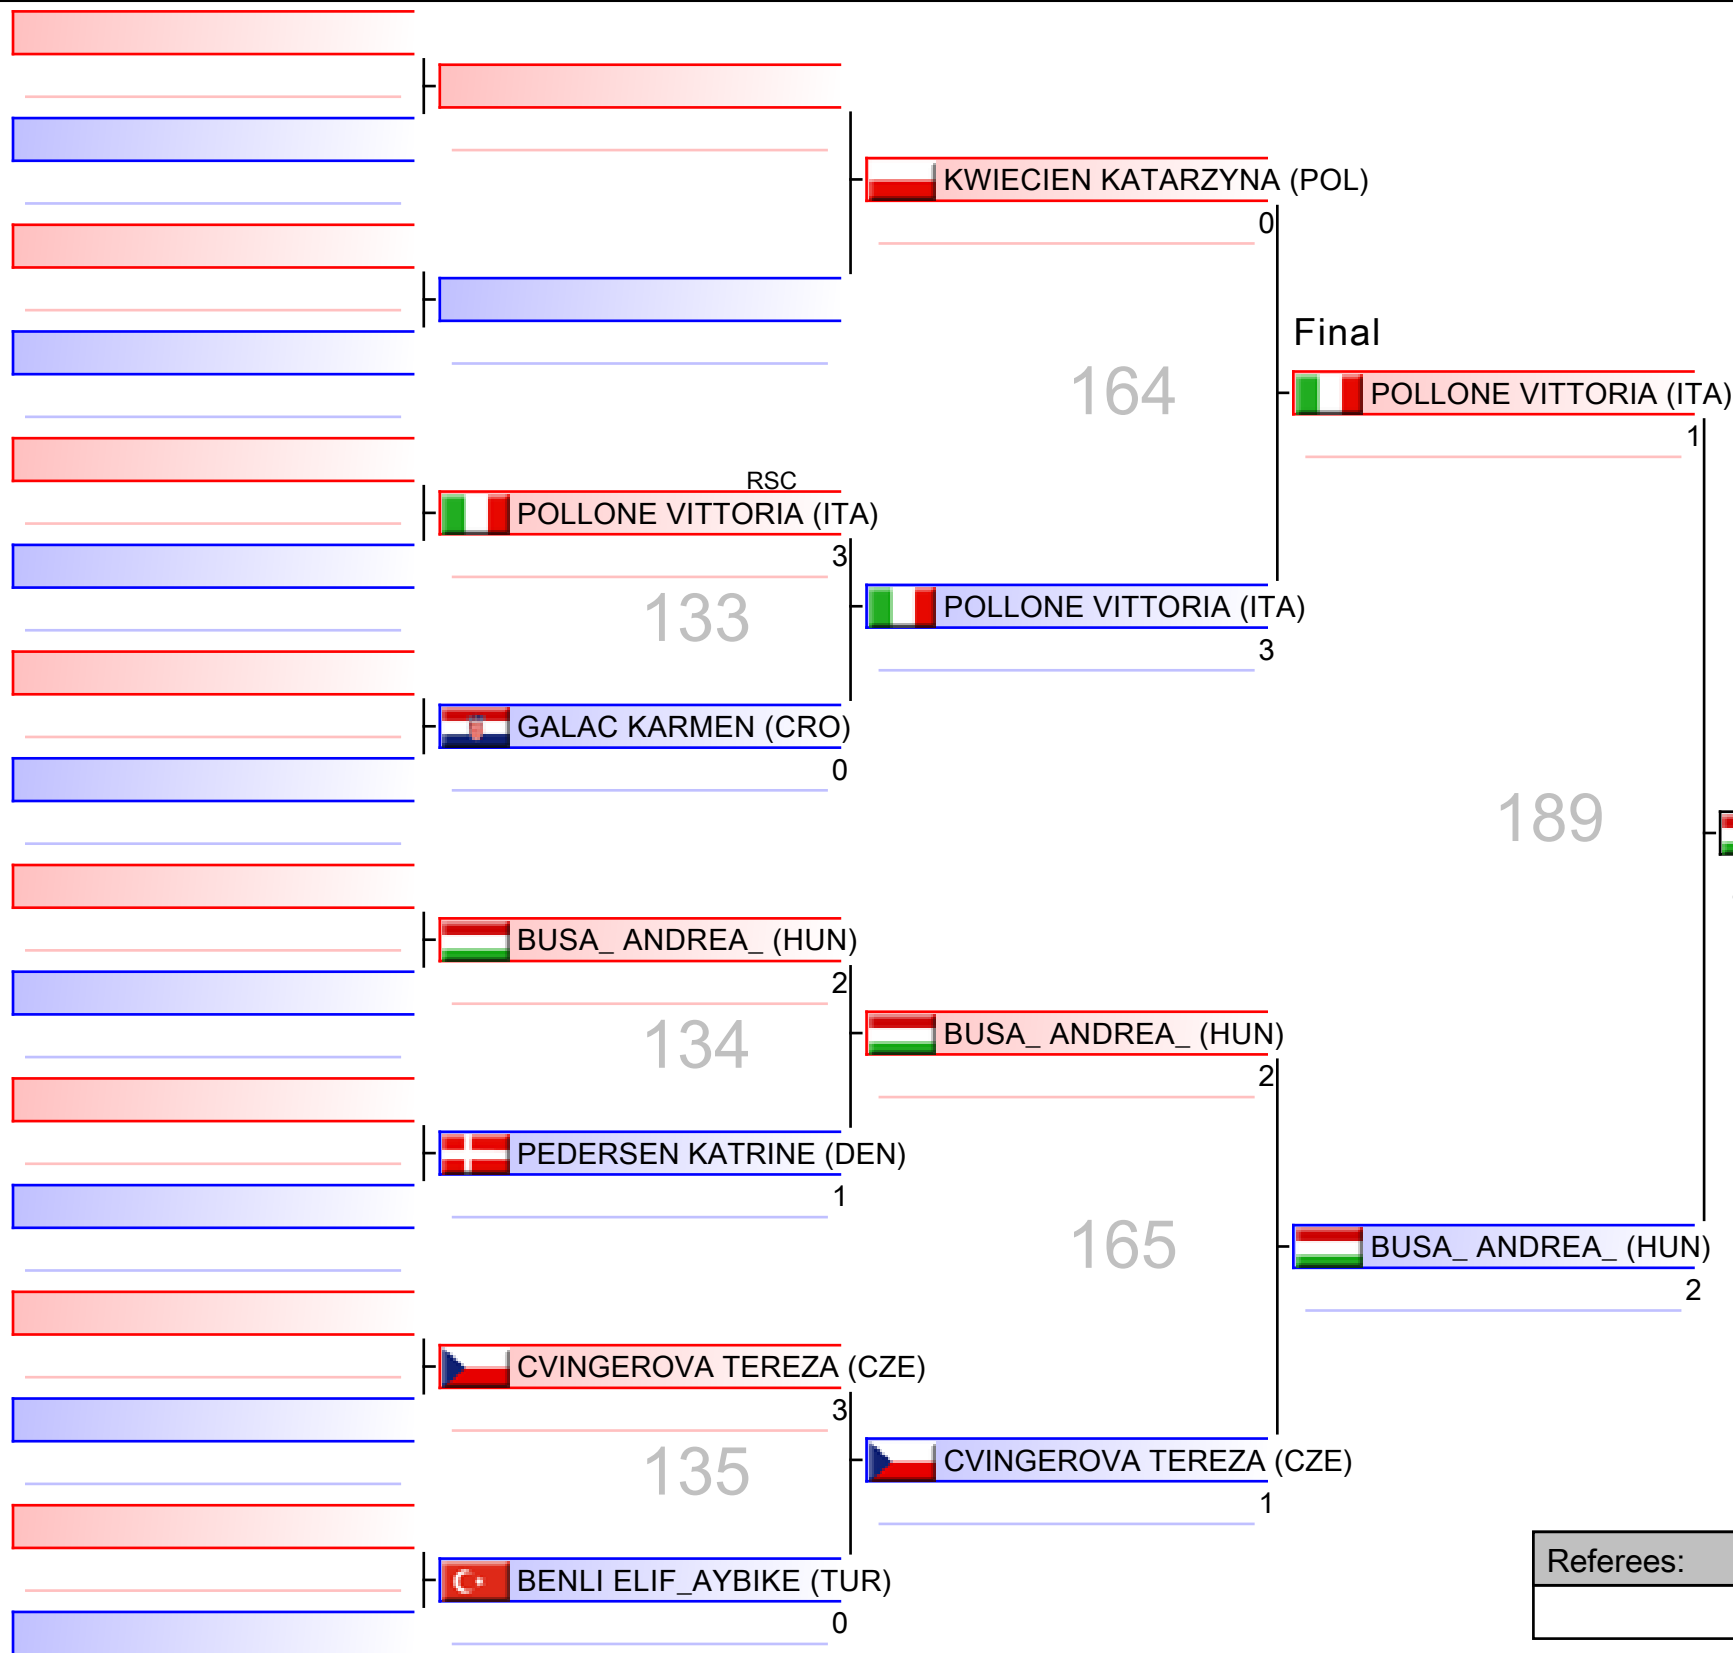 KWIECIEN KATARZYNA (POL)
0
Final
164
POLLONE VITTORIA (ITA)
1
RSC
POLLONE VITTORIA (ITA)
3
133
POLLONE VITTORIA (ITA)
3
GALAC KARMEN (CRO)
0
189
BUSA_ ANDREA_ (HUN)
2
134
BUSA_ ANDREA_ (HUN)
2
PEDERSEN KATRINE (DEN)
1
165
BUSA_ ANDREA_ (HUN)
2
CVINGEROVA TEREZA (CZE)
3
135
CVINGEROVA TEREZA (CZE)
1
BENLI ELIF_AYBIKE (TUR)
0
Referees: